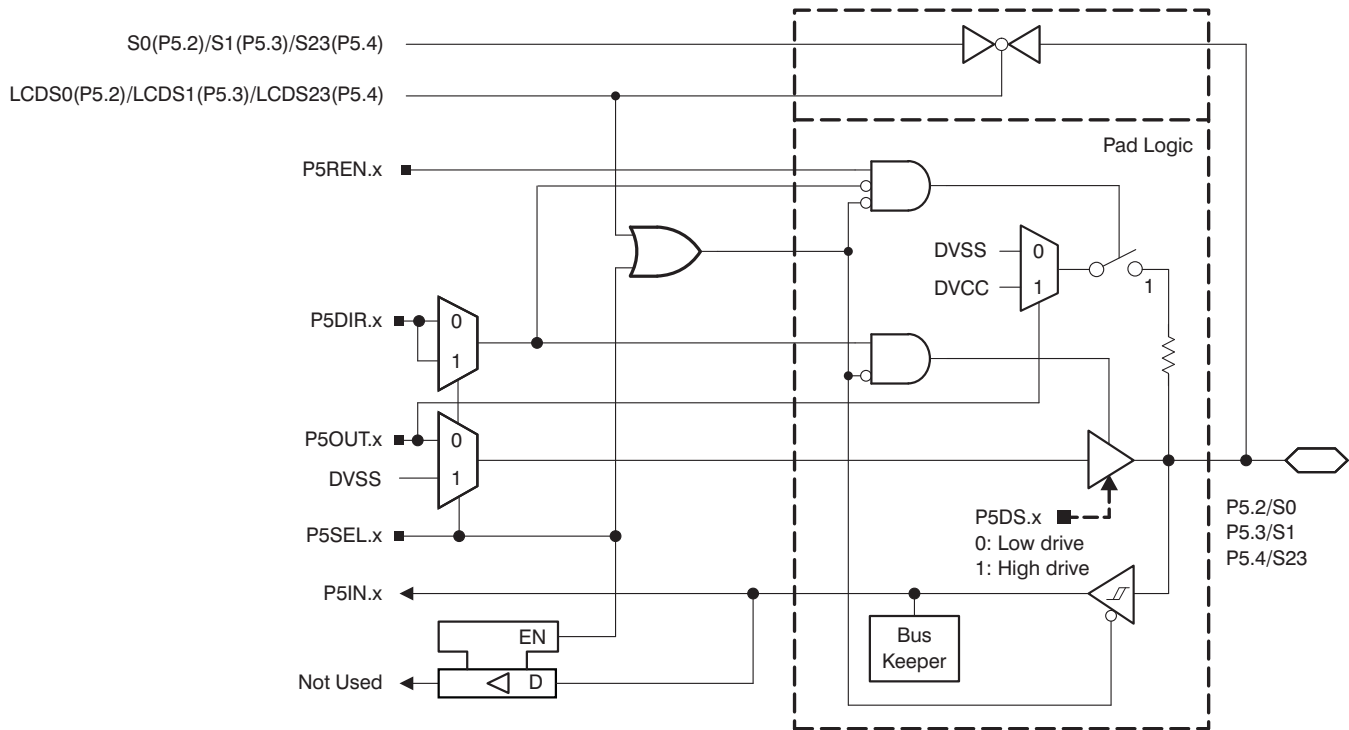 S0(P5.2)/S1(P5.3)/S23(P5.4)
LCDS0(P5.2)/LCDS1(P5.3)/LCDS23(P5.4)
Pad Logic
P5REN.x
DVSS
0
DVCC
1
1
P5DIR.x
0
1
P5OUT.x
0
DVSS
1
P5SEL.x
P5DS.x
0: Low drive
1: High drive
P5.2/S0
P5.3/S1
P5.4/S23
P5IN.x
Bus
Keeper
EN
Not Used
D